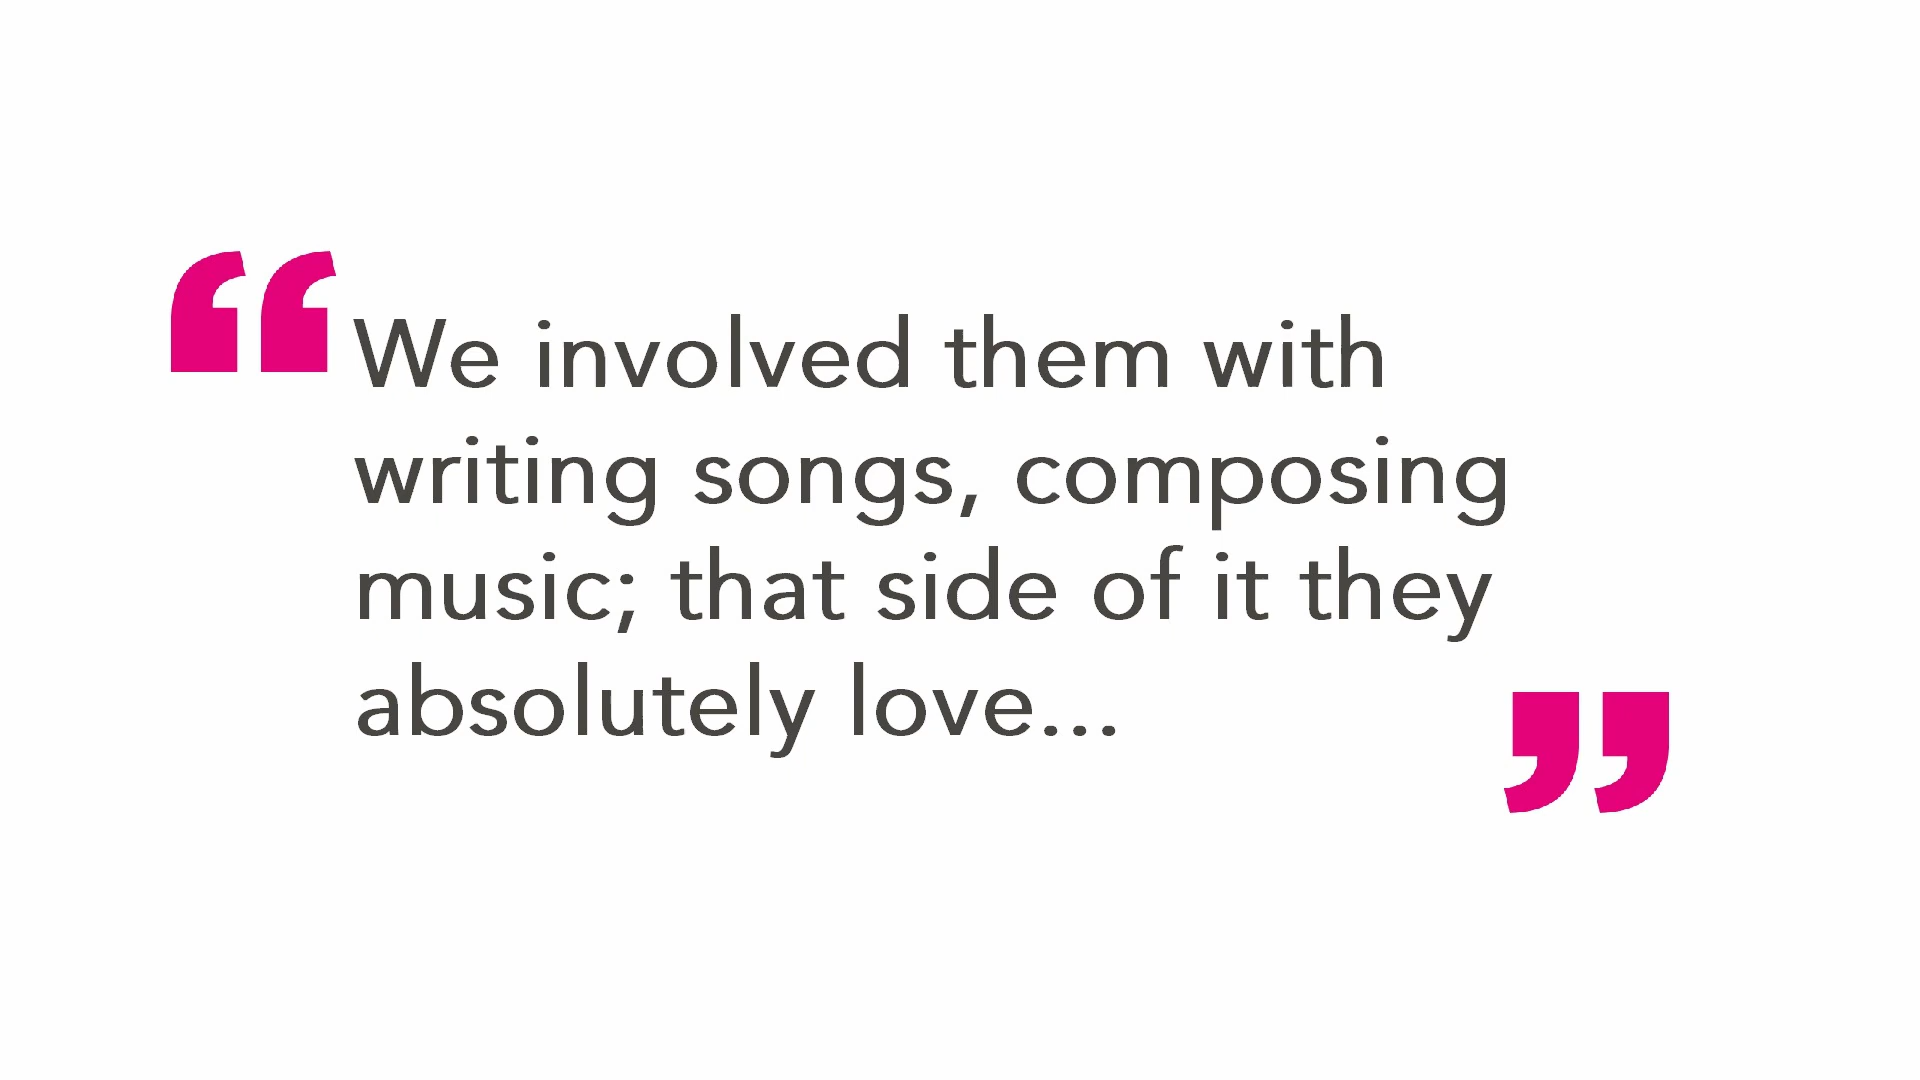 “We involved them with
writing songs, composing
music; that side of it they
absolutely love...”